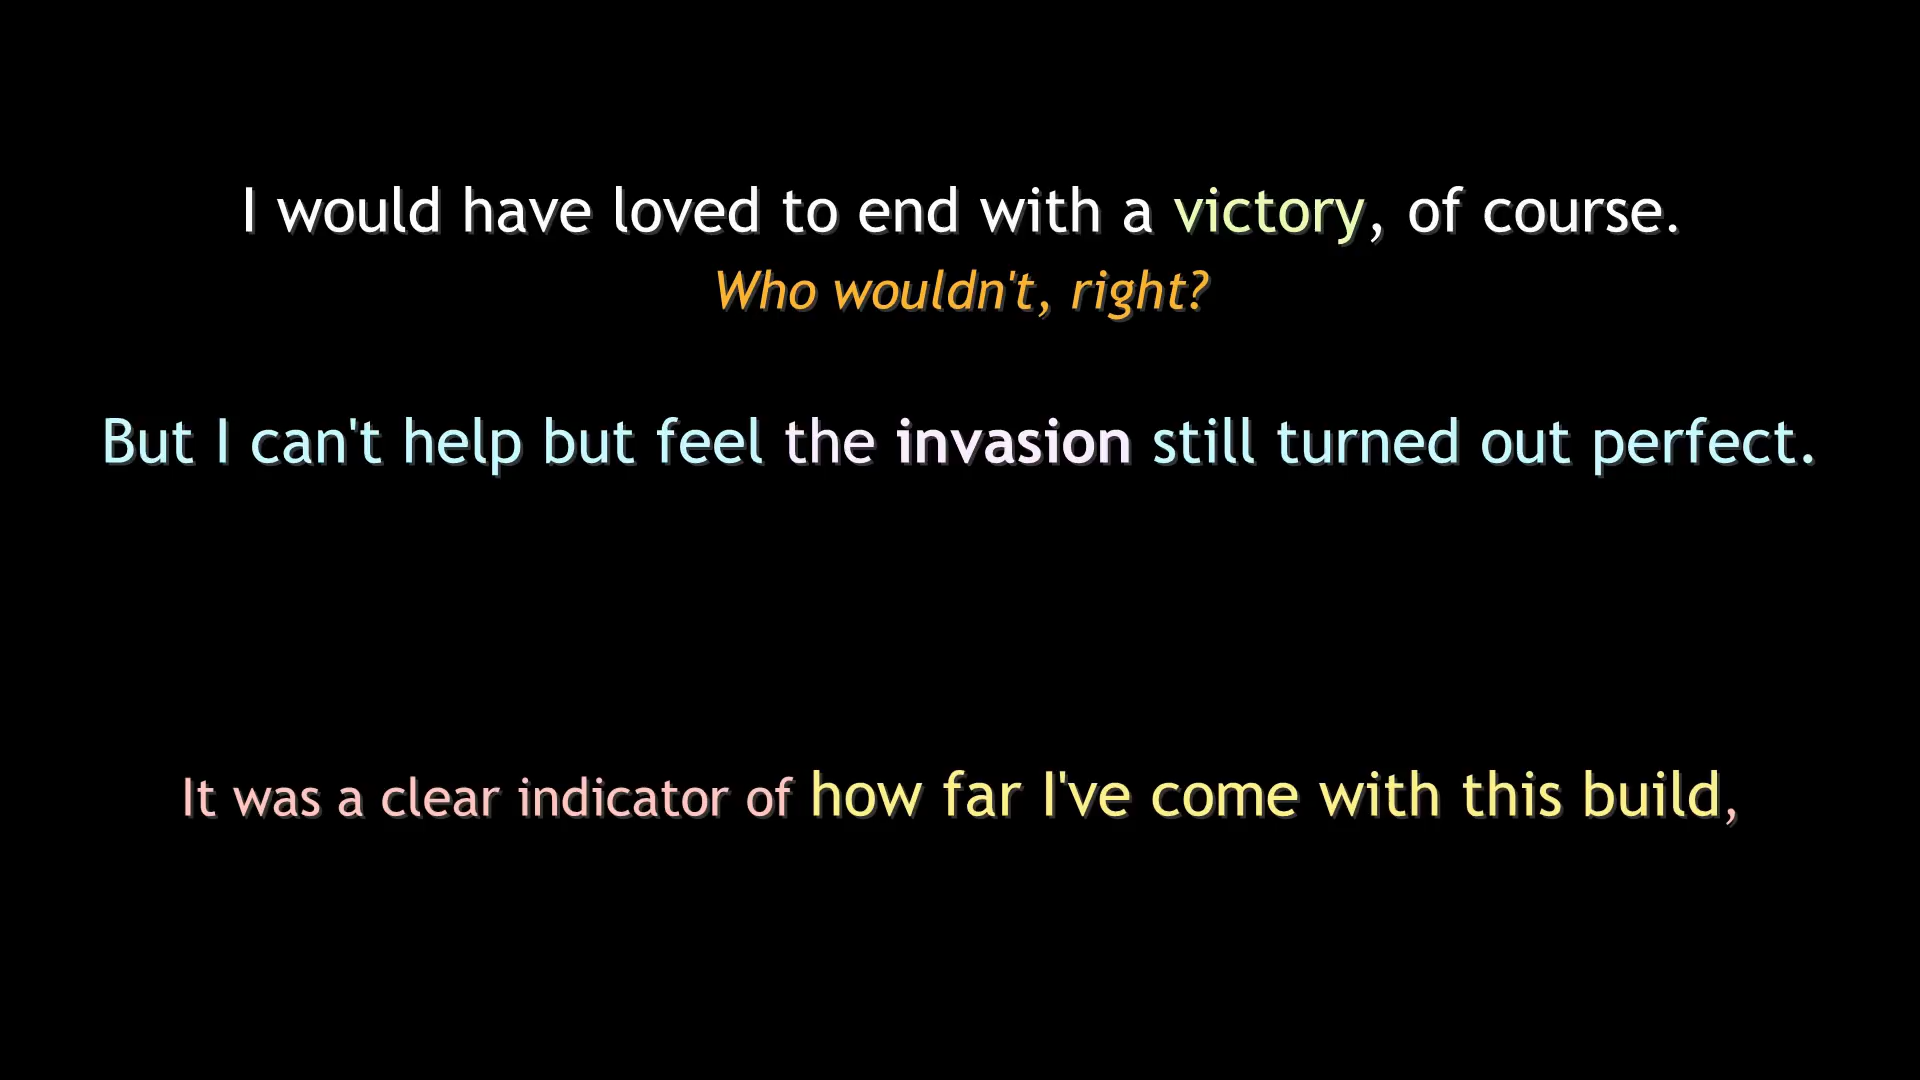 I would have loved to end with a victory, of course.
Who wouldn't, right?
But I can't help but feel the invasion still turned out perfect.
It was a clear indicator of how far I've come with this build,